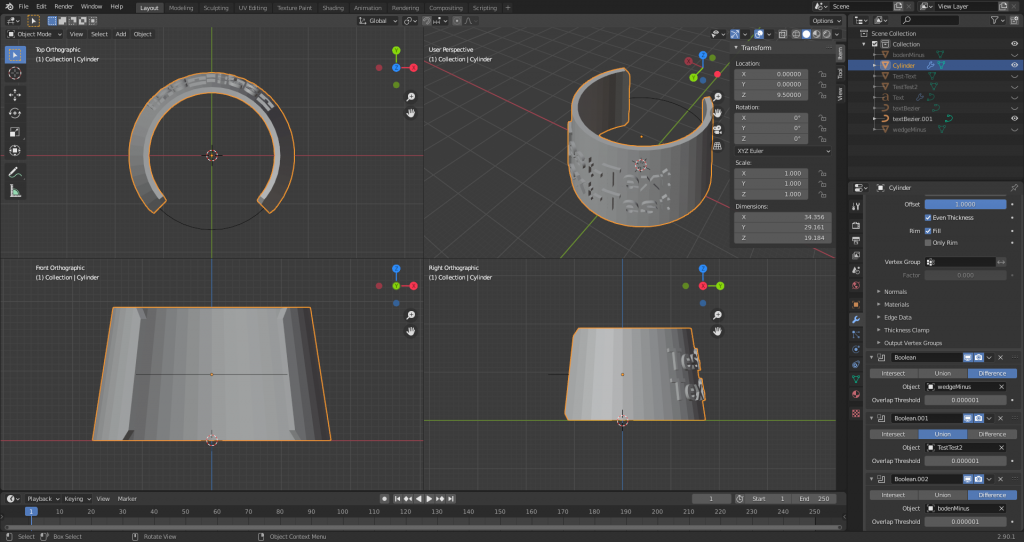 File Edit Render Window Help Layout Modeling Sculpting UV Editing Texture Paint Shading Animation Rendering Compositing Scripting Scene View Layer
Global Options
Object Mode View Select Add Object
Top Orthographic
(1) Collection | Cylinder
User Perspective
(1) Collection | Cylinder
Front Orthographic
(1) Collection | Cylinder
Right Orthographic
(1) Collection | Cylinder
Transform
Location:
X 0.00000
Y 0.00000
Z 9.50000
Rotation:
X 0°
Y 0°
Z 0°
XYZ Euler
Scale:
X 1.000
Y 1.000
Z 1.000
Dimensions:
X 34.356
Y 29.161
Z 19.184
Item
Tool
View
Scene Collection
Collection
bodenMinus
Cylinder
Test-Text
TestTest2
Text
textBezier
textBezier.001
wedgeMinus
Cylinder
Offset 1.0000
Even Thickness
Rim Fill
Only Rim
Vertex Group
Factor 0.000
Normals
Materials
Edge Data
Thickness Clamp
Output Vertex Groups
Boolean
Intersect Union Difference
Object wedgeMinus
Overlap Threshold 0.000001
Boolean.001
Intersect Union Difference
Object TestTest2
Overlap Threshold 0.000001
Boolean.002
Intersect Union Difference
Object bodenMinus
Overlap Threshold 0.000001
Playback Keying View Marker 1 Start 1 End 250
1 10 20 30 40 50 60 70 80 90 100 110 120 130 140 150 160 170 180 190 200 210 220 230 240 250
Select Box Select Rotate View Object Context Menu 2.90.1